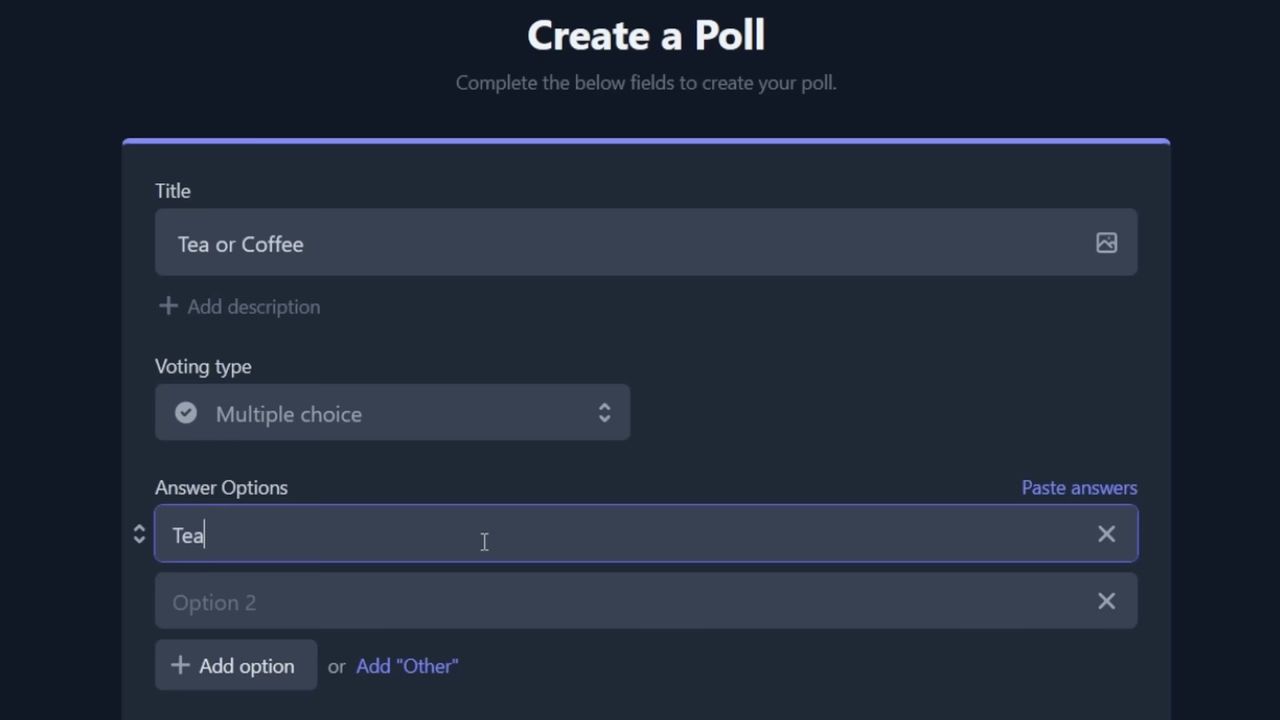 Create a Poll
Complete the below fields to create your poll.
Title
Tea or Coffee
Add description
Voting type
Multiple choice
Answer Options
Paste answers
Tea
Option 2
Add option or Add "Other"